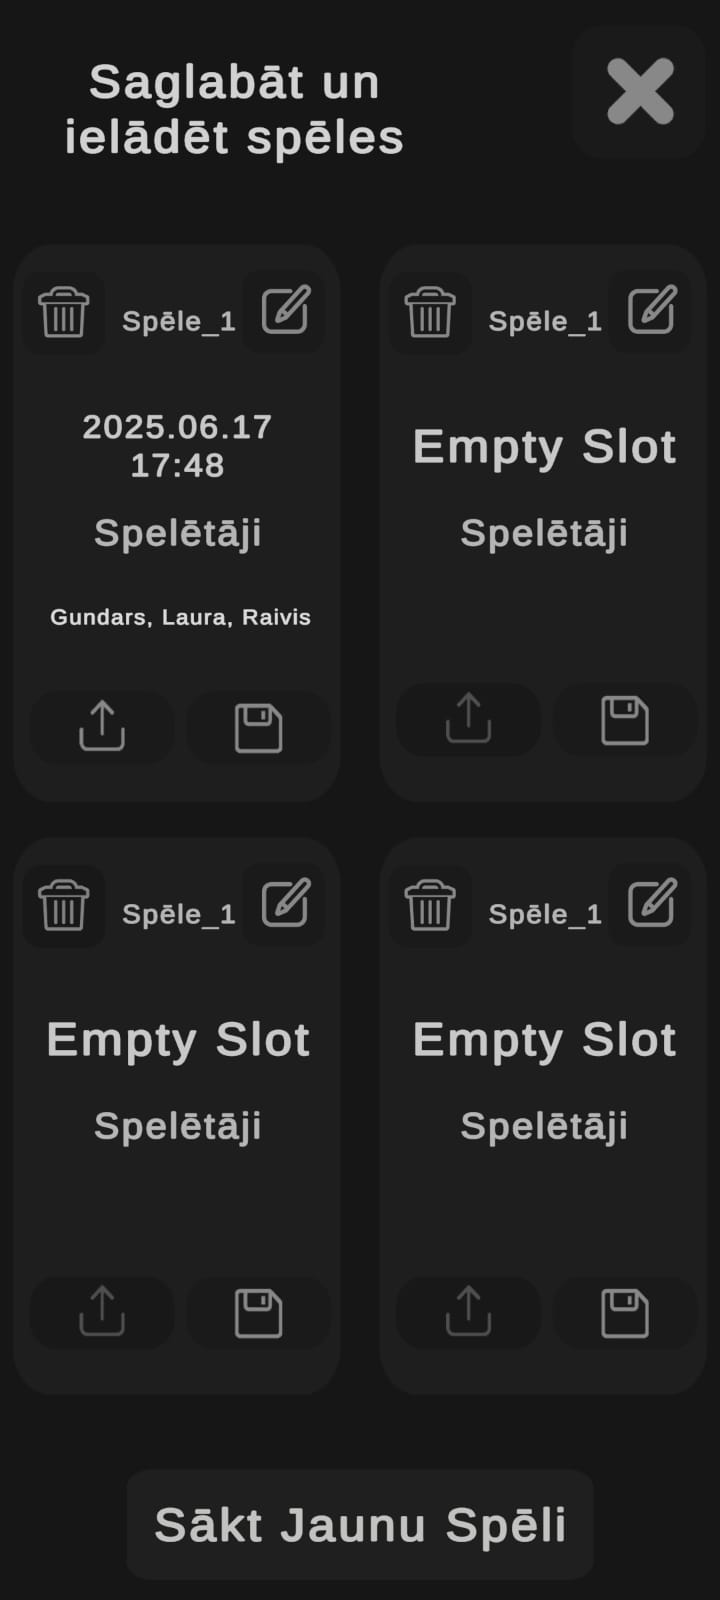 Saglabāt un
ielādēt spēles
Spēle_1
2025.06.17
17:48
Spelētāji
Gundars, Laura, Raivis
Spēle_1
Empty Slot
Spelētāji
Spēle_1
Empty Slot
Spelētāji
Spēle_1
Empty Slot
Spelētāji
Sākt Jaunu Spēli